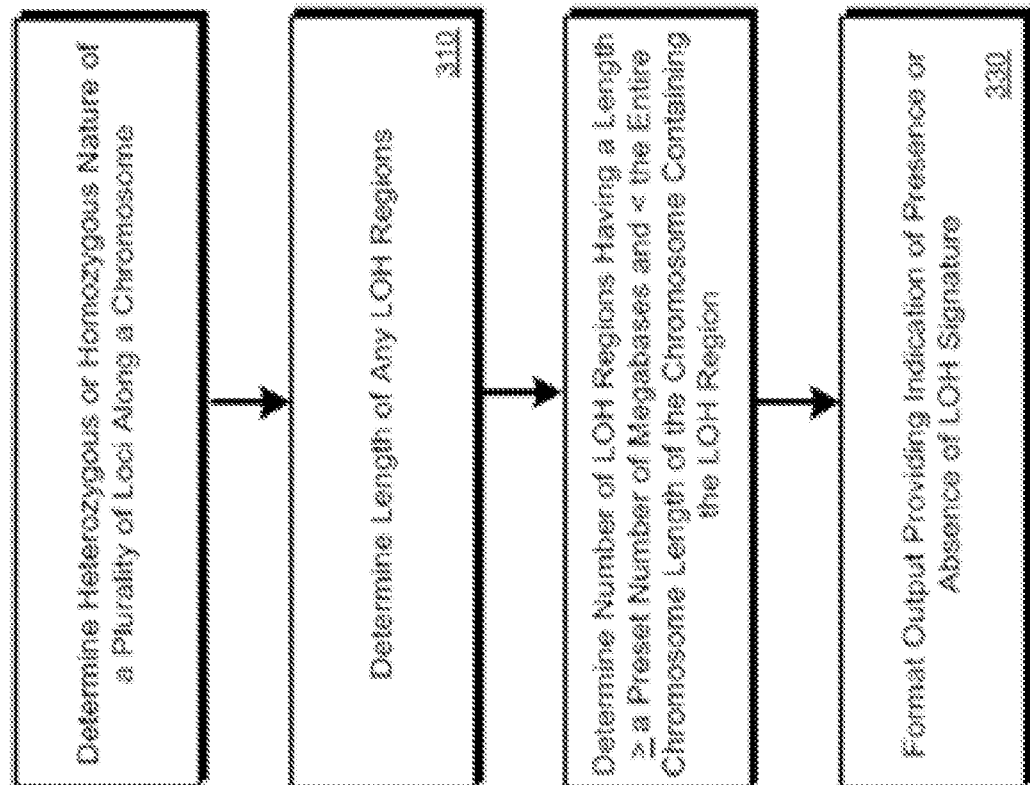 Determine Heterozygous or Homozygous Nature of
a Plurality of Loci Along a Chromosome
Determine Length of Any LOH Regions
310
Determine Number of LOH Regions Having a Length
≥ a Preset Number of Megabases and < the Entire
Chromosome Length of the Chromosome Containing
the LOH Region
Format Output Providing Indication of Presence or
Absence of LOH Signature
330